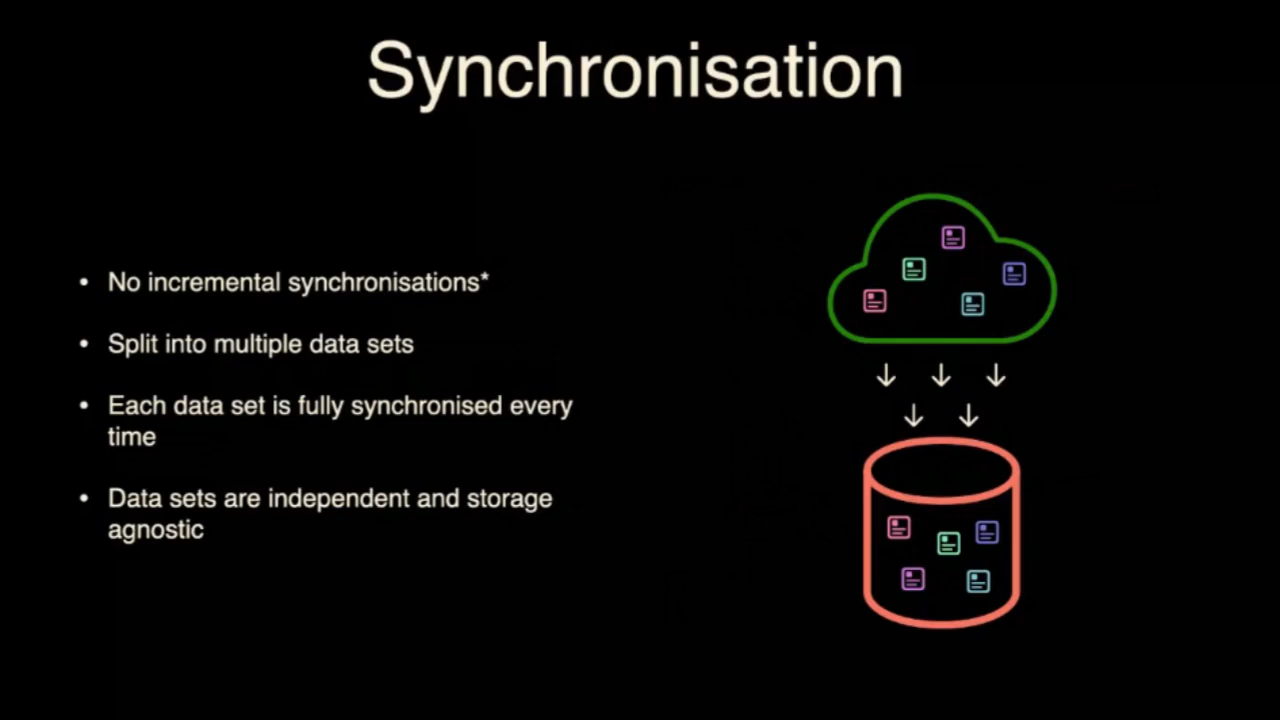 Synchronisation
• No incremental synchronisations*
• Split into multiple data sets
• Each data set is fully synchronised every
time
• Data sets are independent and storage
agnostic